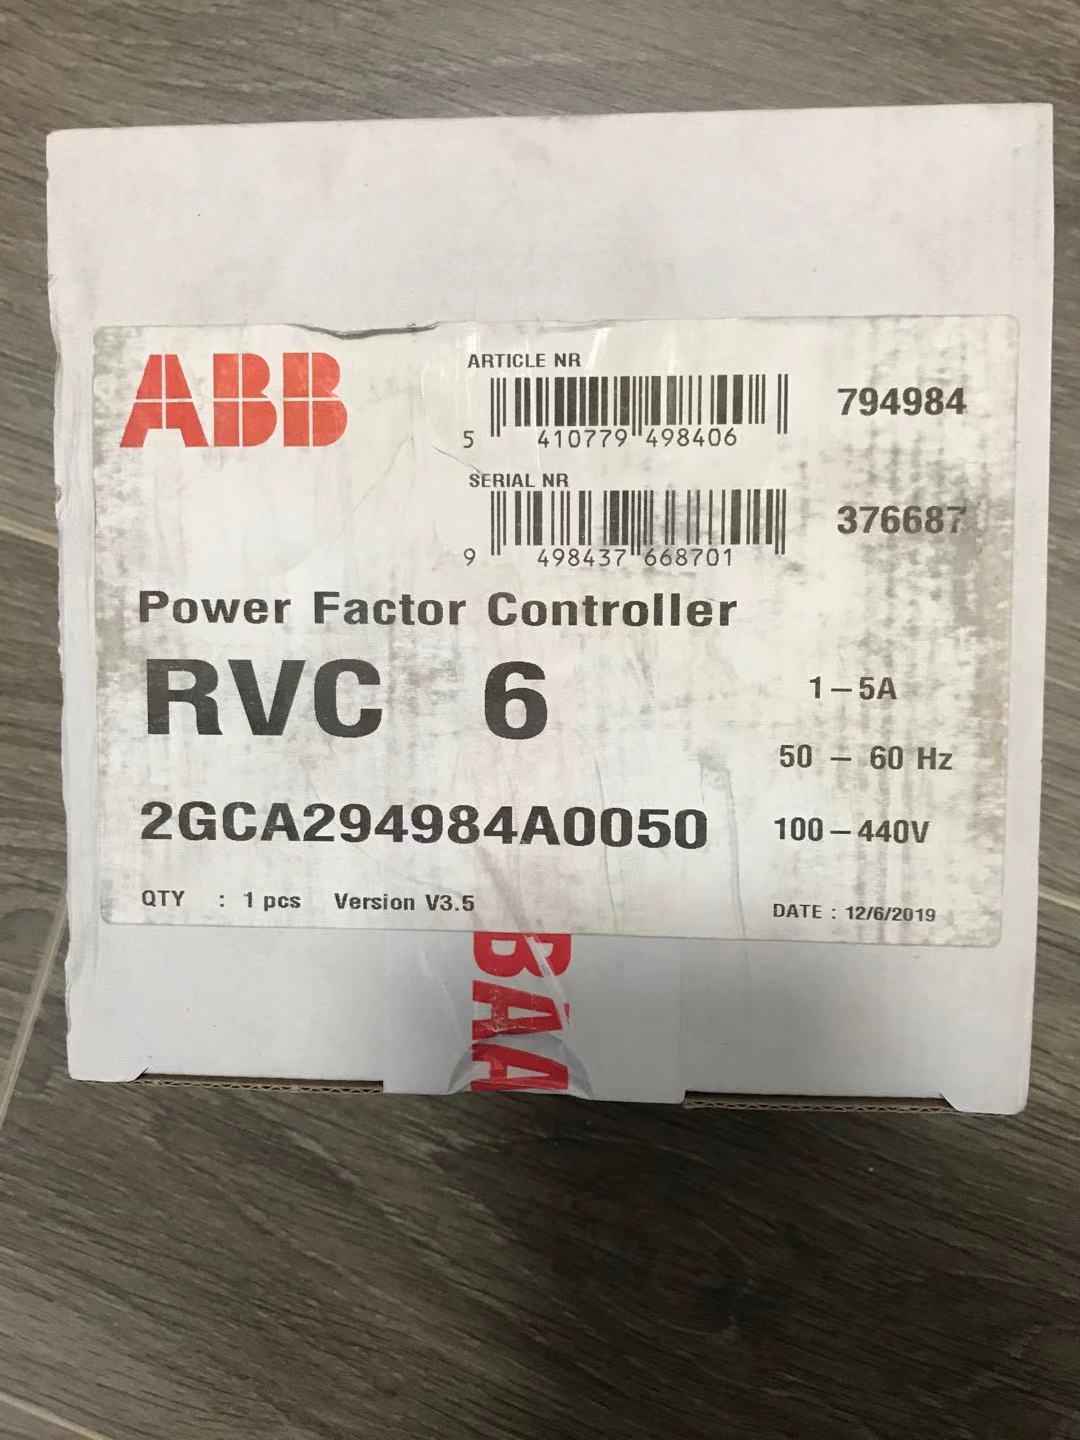 ABB
ARTICLE NR
794984
5 410779 498406
SERIAL NR
376687
9 498437 668701
Power Factor Controller
RVC 6
1-5A
50 - 60 Hz
2GCA294984A0050
100-440V
QTY : 1 pcs Version V3.5
DATE : 12/6/2019
BAA